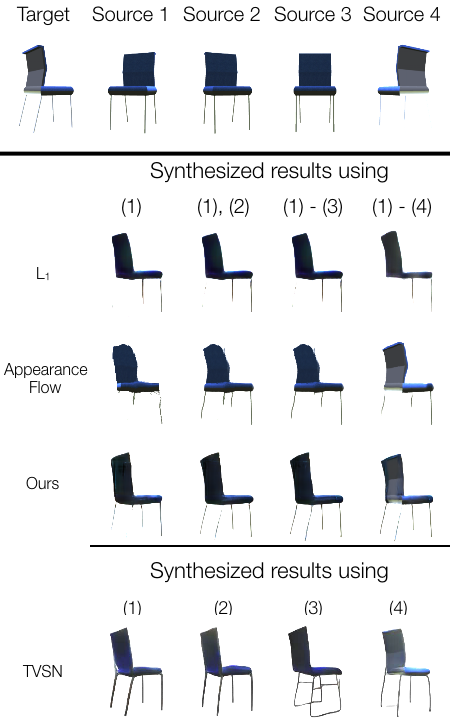 Target Source 1 Source 2 Source 3 Source 4
Synthesized results using
(1) (1), (2) (1) - (3) (1) - (4)
L₁
Appearance
Flow
Ours
Synthesized results using
(1) (2) (3) (4)
TVSN